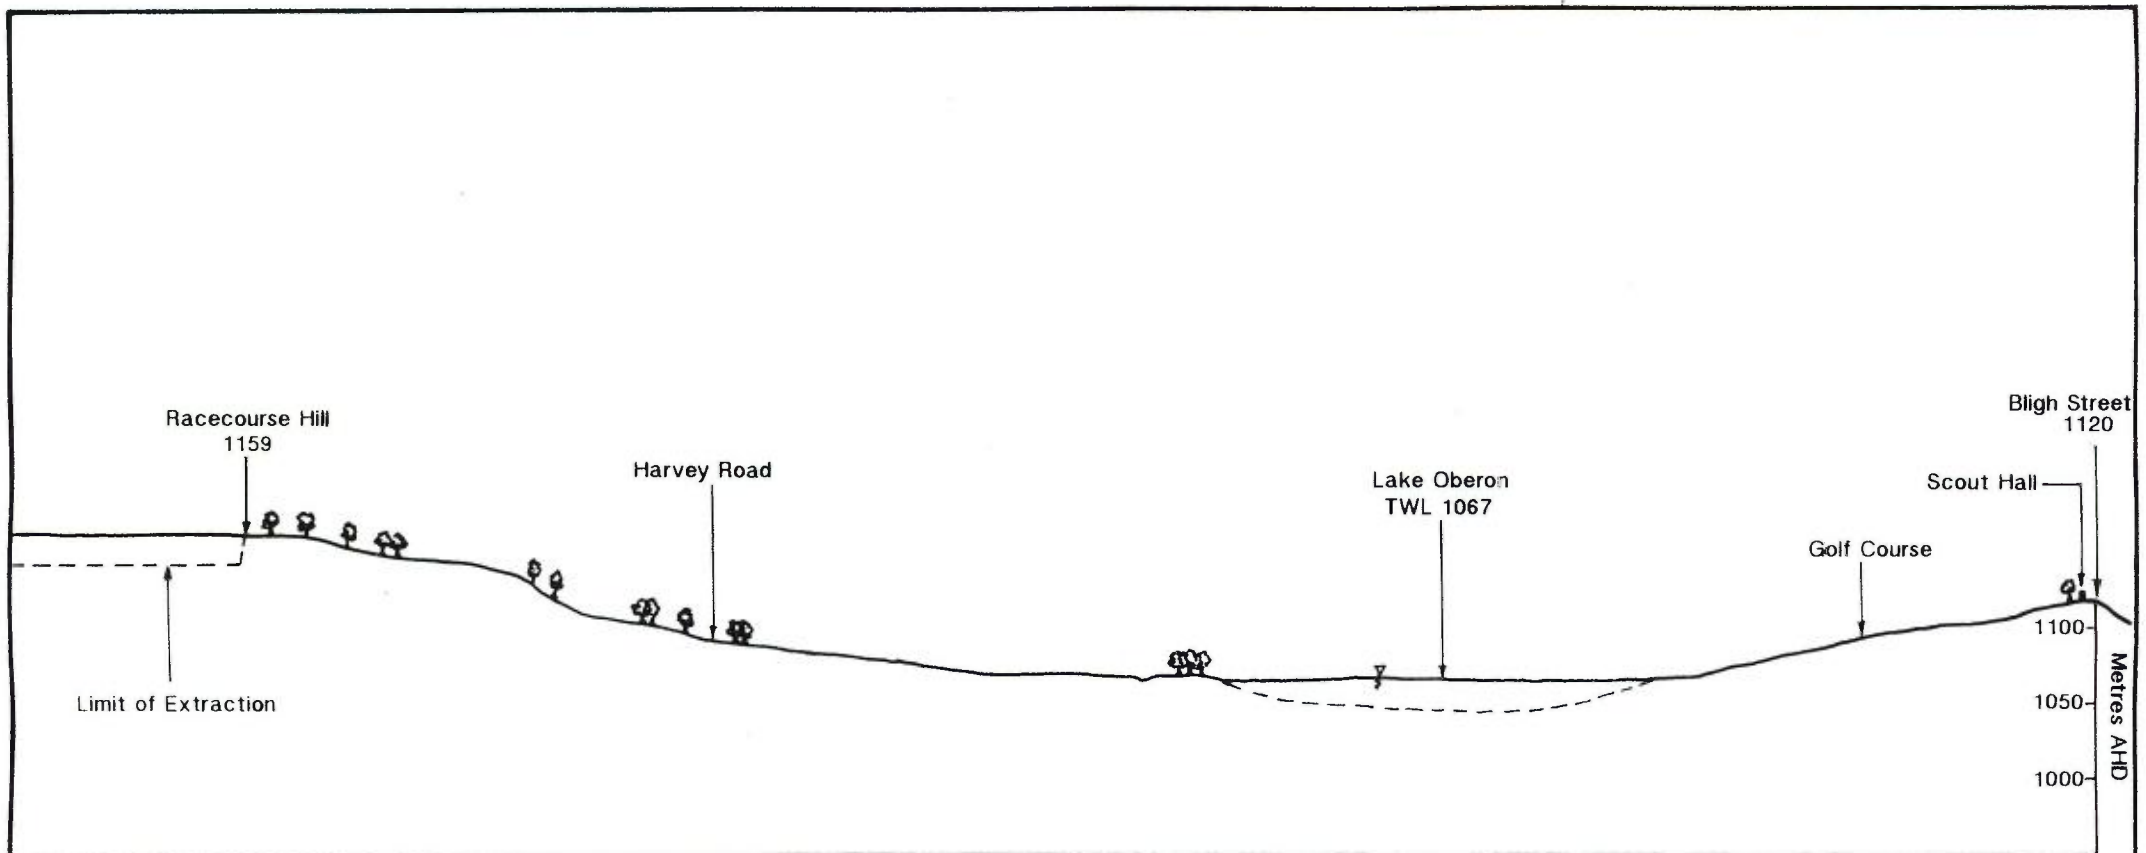 Racecourse Hill
1159
Harvey Road
Lake Oberon
TWL 1067
Bligh Street
1120
Scout Hall
Golf Course
Limit of Extraction
1100
1050
1000
Metres AHD